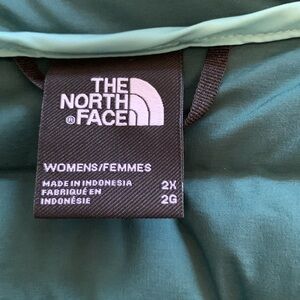 THE
NORTH
® FACE
WOMENS/FEMMES
MADE IN INDONESIA 2X
FABRIQUÉ EN 2G
INDONÉSIE